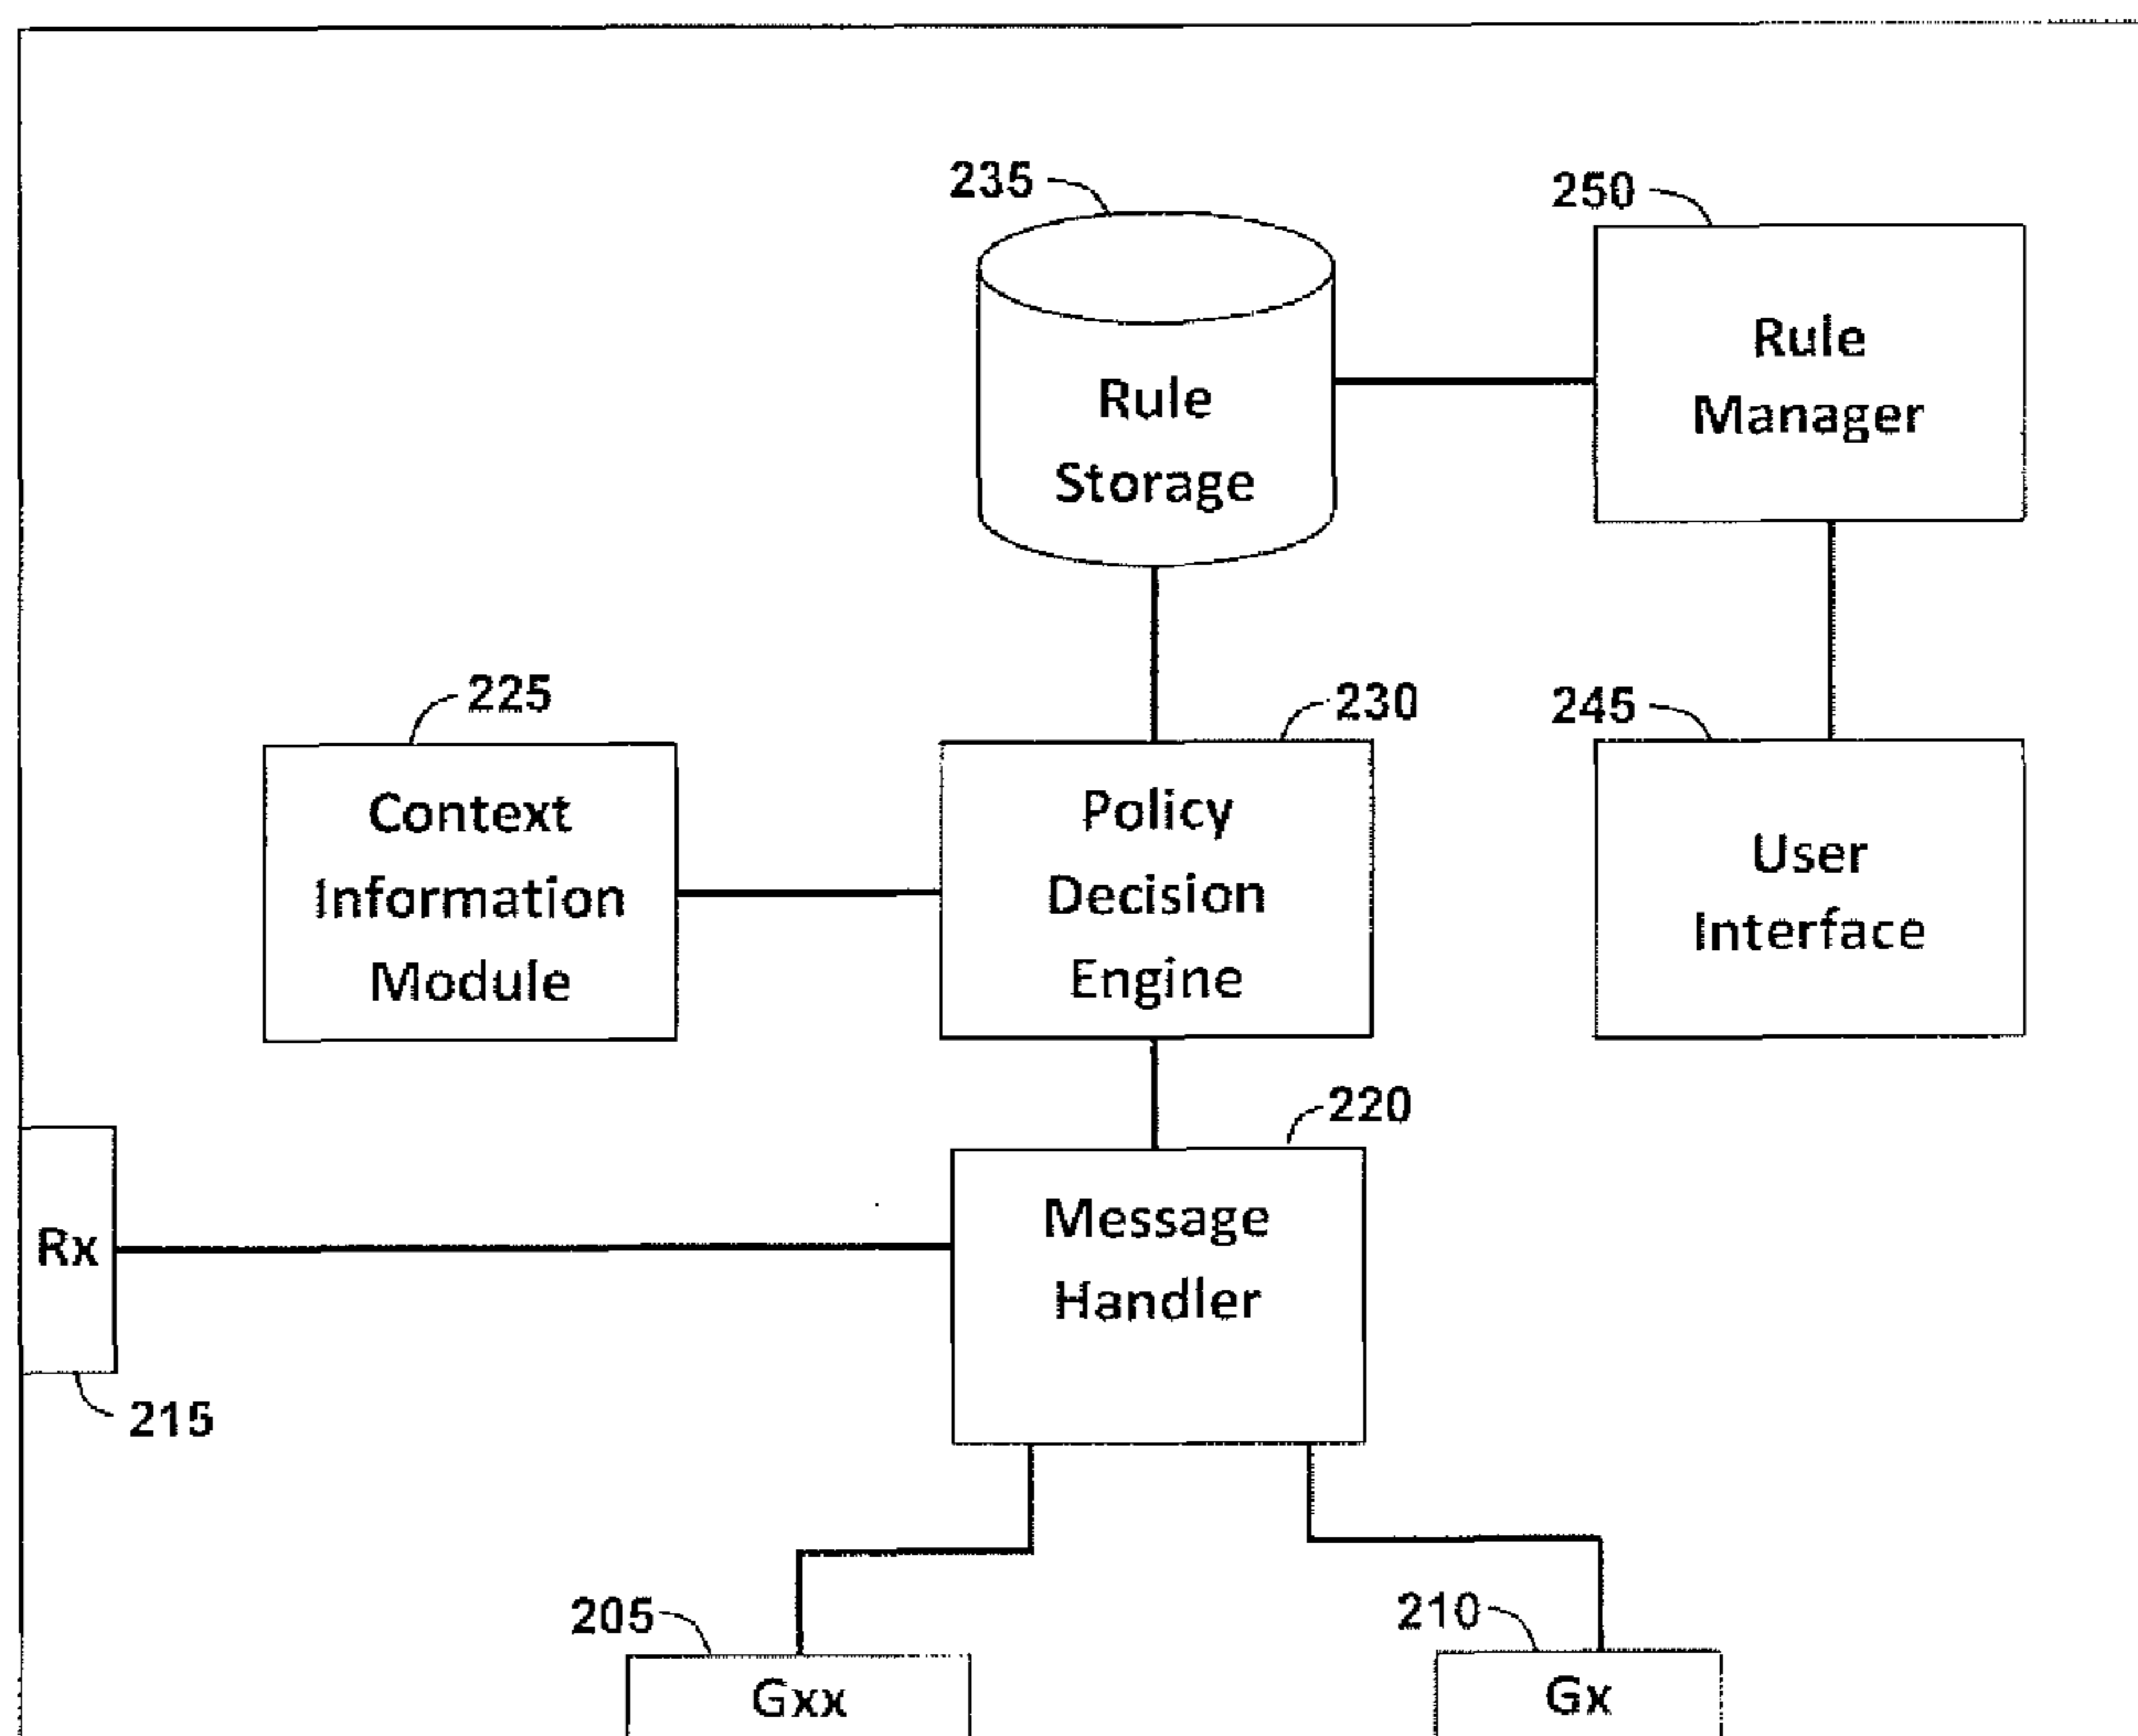 235
250
Rule
Storage
Rule
Manager
225
230
245
Context
Information
Module
Policy
Decision
Engine
User
Interface
220
Rx
Message
Handler
215
205
210
Gxx
Gx